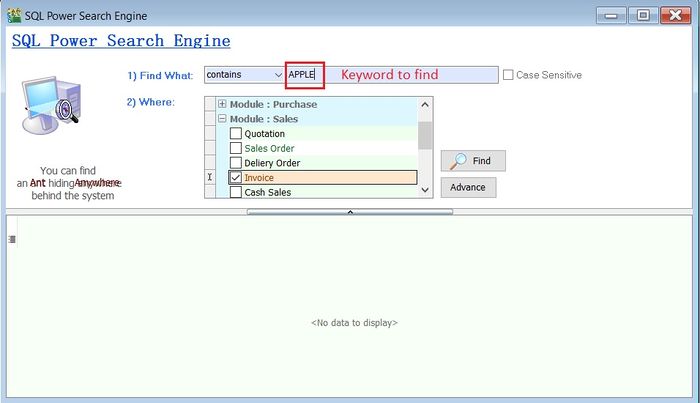 SQL Power Search Engine
SQL Power Search Engine
1) Find What: contains APPLE Keyword to find Case Sensitive
2) Where:
Module : Purchase
Module : Sales
Quotation
Sales Order
Deliery Order
Invoice
Cash Sales
Find
Advance
You can find
an Ant hiding Anywhere
behind the system
<No data to display>